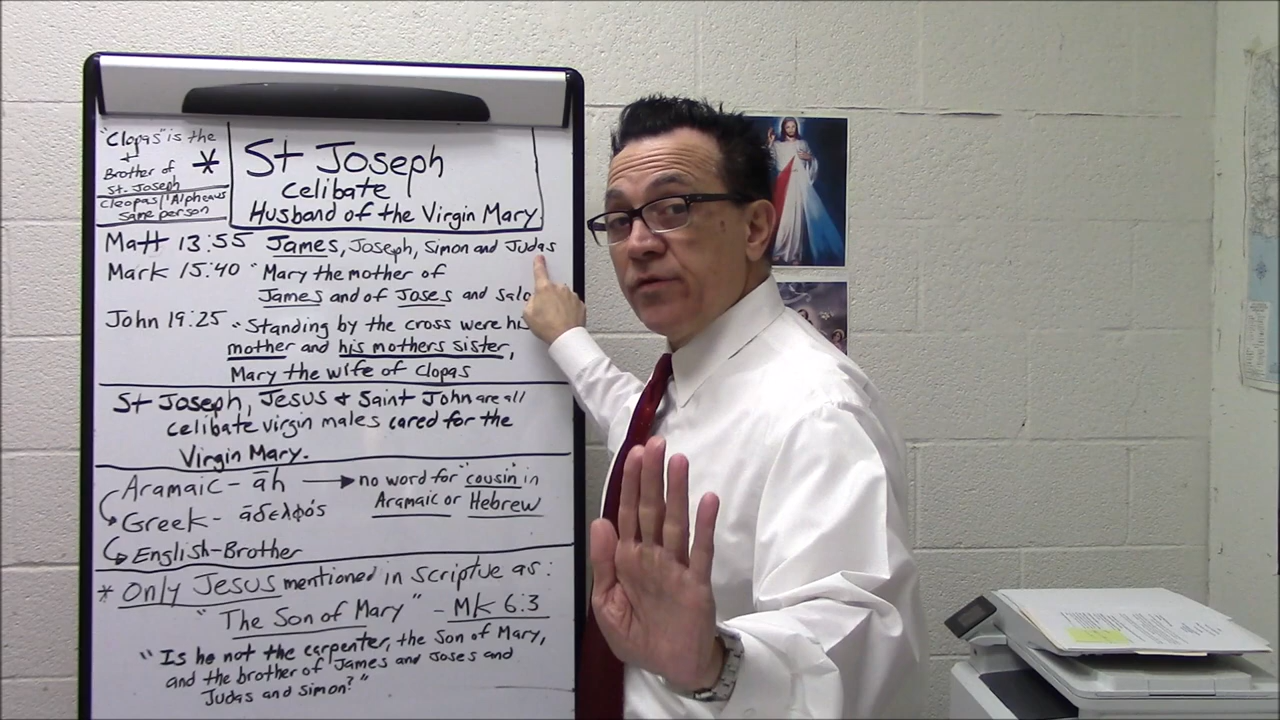 "Clopas" is the
Brother of *
St. Joseph
Cleopas/"Alpheaus
same person
St Joseph
Celibate
Husband of the Virgin Mary
Matt 13:55 James, Joseph, Simon and Judas
Mark 15:40 "Mary the mother of
James and of Joses and Salo
John 19:25 "Standing by the cross were his
mother and his mothers sister,
Mary the wife of Clopas
St Joseph, Jesus & Saint John are all
celibate virgin males cared for the
Virgin Mary.
Aramaic - āh → no word for "cousin" in
Aramaic or Hebrew
Greek - āδελφós
English-Brother
* Only Jesus mentioned in Scriptue as:
"The Son of Mary" - Mk 6:3
"Is he not the carpenter, the Son of Mary,
and the brother of James and Joses and
Judas and Simon?"